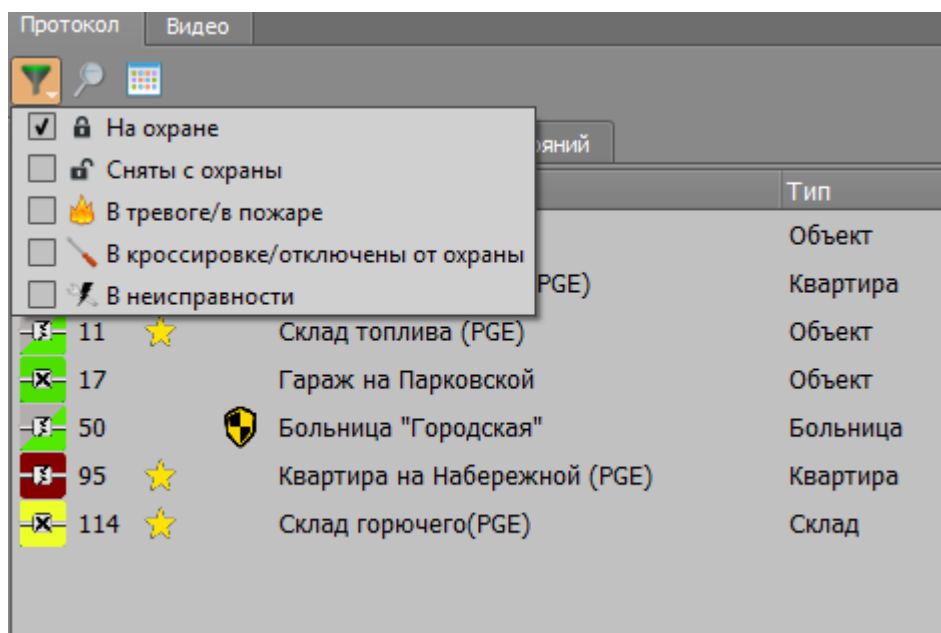 Протокол Видео
На охране
Сняты с охраны
В тревоге/в пожаре
В кроссировке/отключены от охраны
В неисправности
Тип
Объект
PGE) Квартира
11 Склад топлива (PGE) Объект
17 Гараж на Парковской Объект
50 Больница "Городская" Больница
95 Квартира на Набережной (PGE) Квартира
114 Склад горючего(PGE) Склад